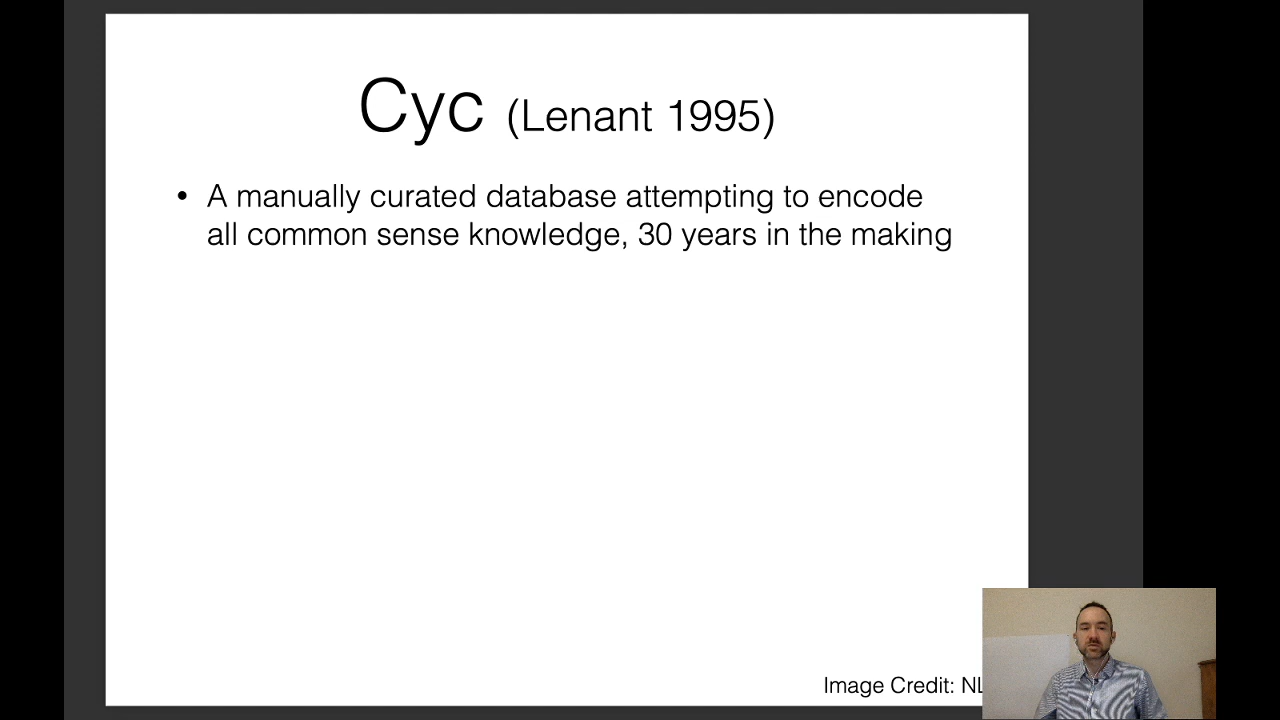 Cyc (Lenant 1995)
• A manually curated database attempting to encode
all common sense knowledge, 30 years in the making
Image Credit: